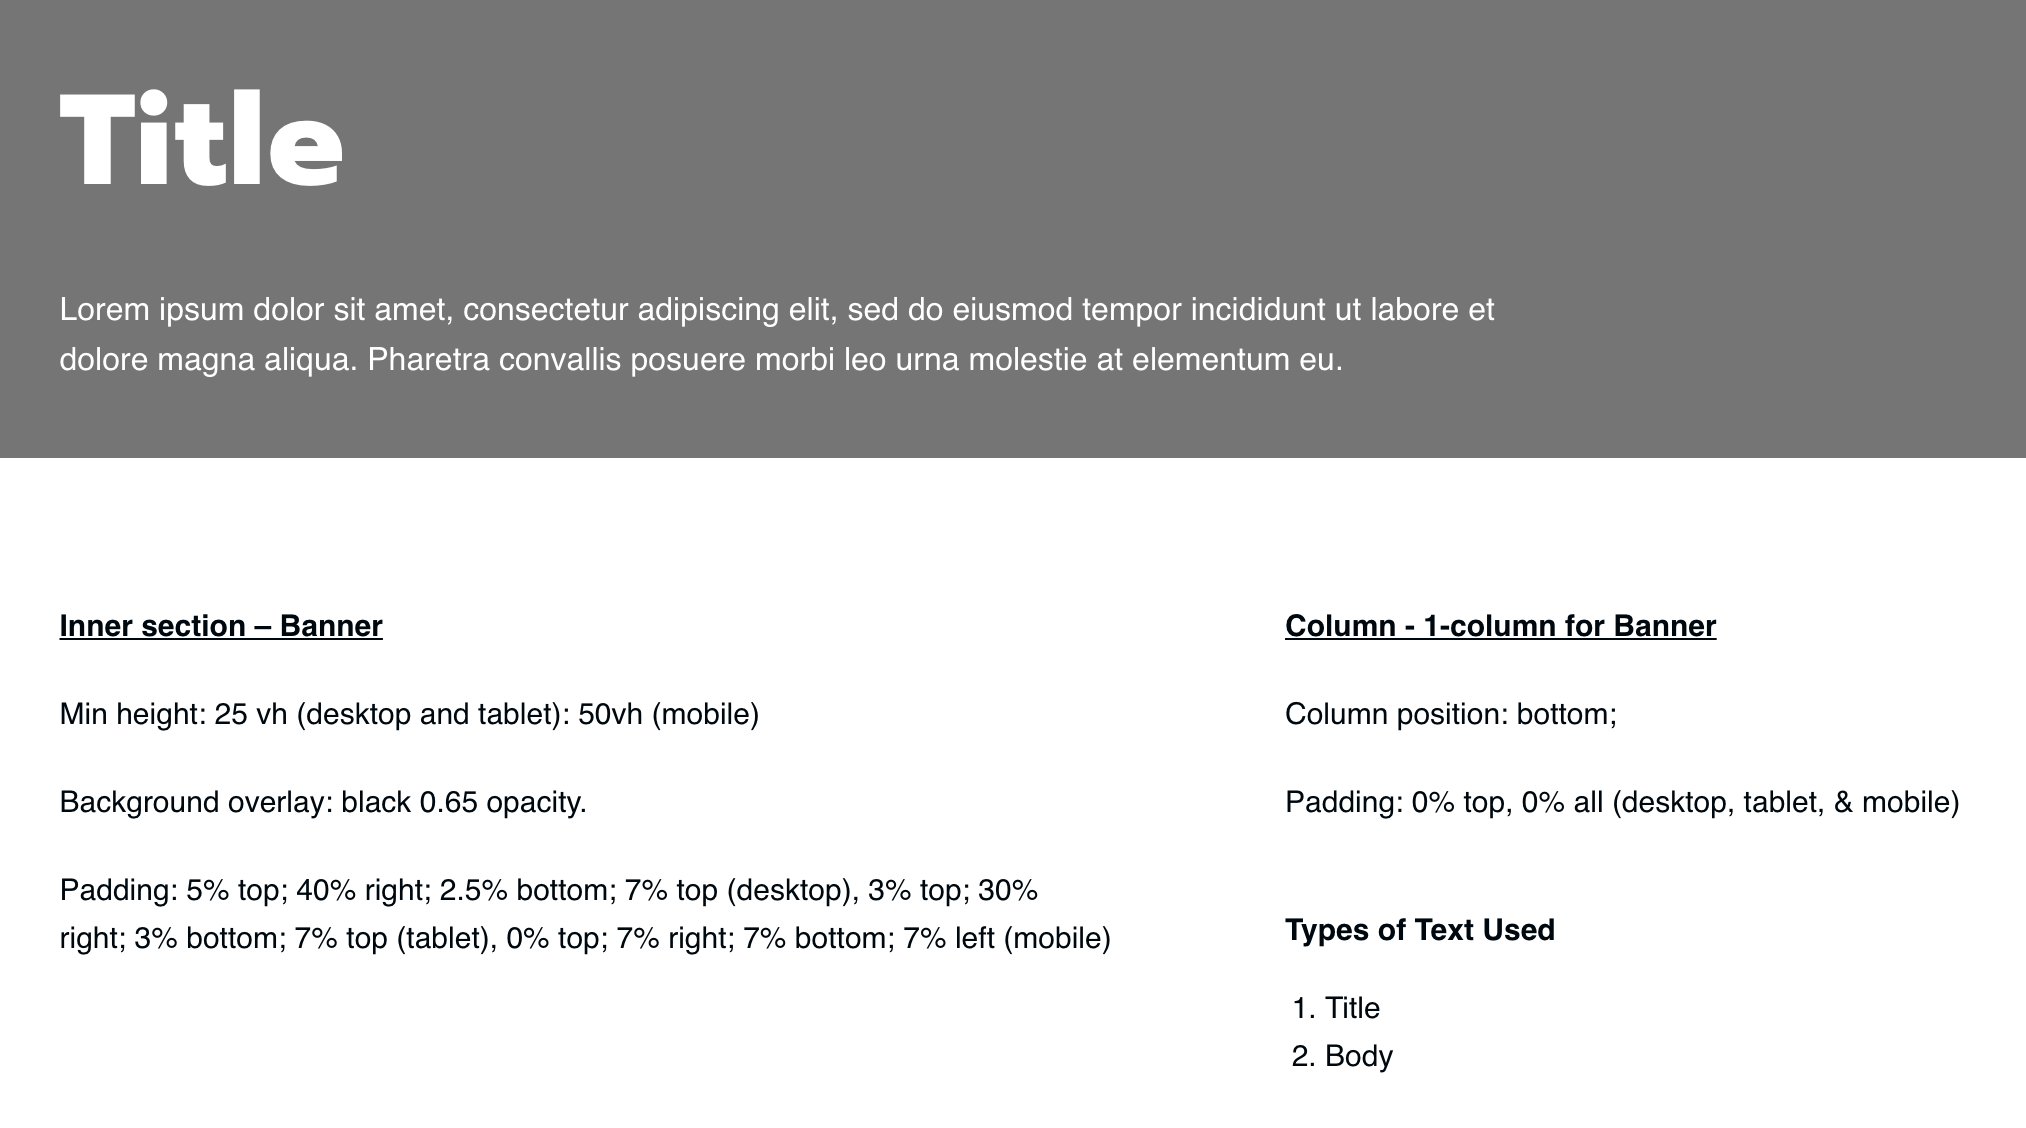 Title
Lorem ipsum dolor sit amet, consectetur adipiscing elit, sed do eiusmod tempor incididunt ut labore et
dolore magna aliqua. Pharetra convallis posuere morbi leo urna molestie at elementum eu.
Inner section – Banner
Min height: 25 vh (desktop and tablet): 50vh (mobile)
Background overlay: black 0.65 opacity.
Padding: 5% top; 40% right; 2.5% bottom; 7% top (desktop), 3% top; 30%
right; 3% bottom; 7% top (tablet), 0% top; 7% right; 7% bottom; 7% left (mobile)
Column - 1-column for Banner
Column position: bottom;
Padding: 0% top, 0% all (desktop, tablet, & mobile)
Types of Text Used
1. Title
2. Body